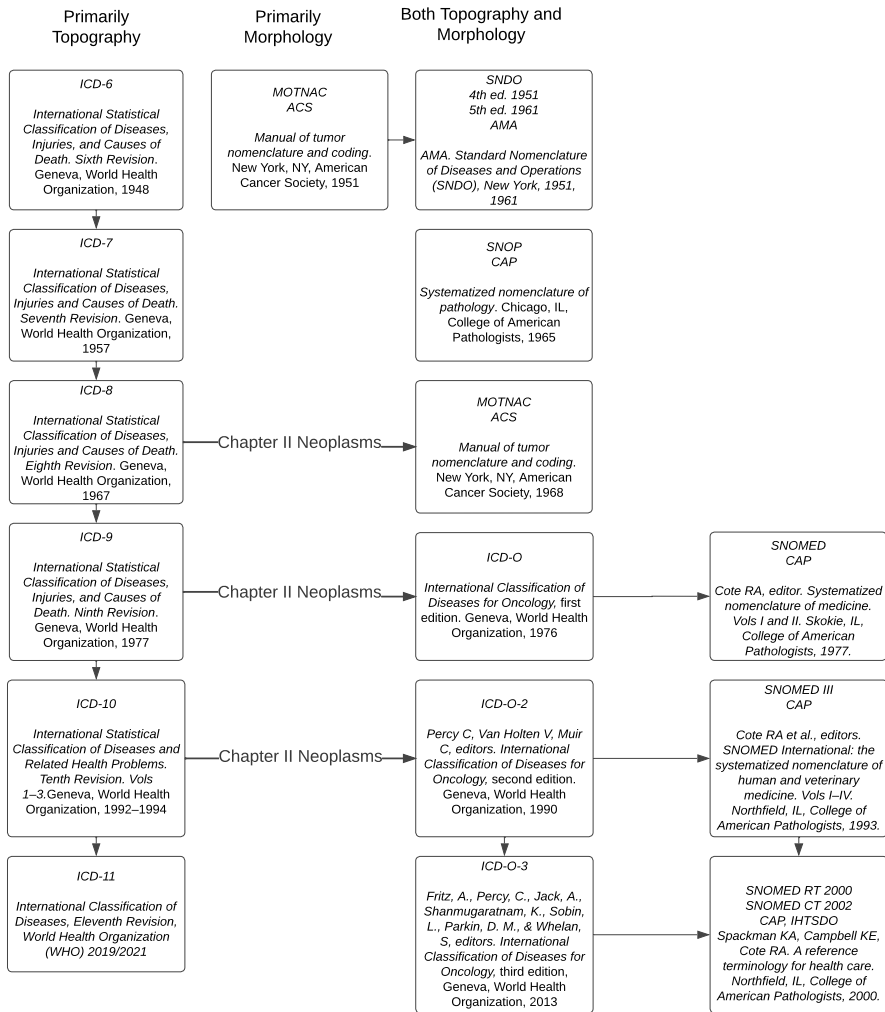 Primarily
Topography
Primarily
Morphology
Both Topography and
Morphology
ICD-6
International Statistical
Classification of Diseases,
Injuries, and Causes of
Death. Sixth Revision.
Geneva, World Health
Organization, 1948
MOTNAC
ACS
Manual of tumor
nomenclature and coding.
New York, NY, American
Cancer Society, 1951
SNDO
4th ed. 1951
5th ed. 1961
AMA
AMA. Standard Nomenclature
of Diseases and Operations
(SNDO), New York, 1951,
1961
ICD-7
International Statistical
Classification of Diseases,
Injuries and Causes of Death.
Seventh Revision. Geneva,
World Health Organization,
1957
SNOP
CAP
Systematized nomenclature of
pathology. Chicago, IL,
College of American
Pathologists, 1965
ICD-8
International Statistical
Classification of Diseases,
Injuries and Causes of Death.
Eighth Revision. Geneva,
World Health Organization,
1967
Chapter II Neoplasms
MOTNAC
ACS
Manual of tumor
nomenclature and coding.
New York, NY, American
Cancer Society, 1968
ICD-9
International Statistical
Classification of Diseases,
Injuries, and Causes of
Death. Ninth Revision.
Geneva, World Health
Organization, 1977
Chapter II Neoplasms
ICD-O
International Classification of
Diseases for Oncology, first
edition. Geneva, World Health
Organization, 1976
SNOMED
CAP
Cote RA, editor. Systematized
nomenclature of medicine.
Vols I and II. Skokie, IL,
College of American
Pathologists, 1977.
ICD-10
International Statistical
Classification of Diseases and
Related Health Problems.
Tenth Revision. Vols
1–3.Geneva, World Health
Organization, 1992–1994
Chapter II Neoplasms
ICD-O-2
Percy C, Van Holten V, Muir
C, editors. International
Classification of Diseases for
Oncology, second edition.
Geneva, World Health
Organization, 1990
SNOMED III
CAP
Cote RA et al., editors.
SNOMED International: the
systematized nomenclature of
human and veterinary
medicine. Vols I–IV.
Northfield, IL, College of
American Pathologists, 1993.
ICD-11
International Classification of
Diseases, Eleventh Revision,
World Health Organization
(WHO) 2019/2021
ICD-O-3
Fritz, A., Percy, C., Jack, A.,
Shanmugaratnam, K., Sobin,
L., Parkin, D. M., & Whelan,
S, editors. International
Classification of Diseases for
Oncology, third edition,
Geneva, World Health
Organization, 2013
SNOMED RT 2000
SNOMED CT 2002
CAP, IHTSDO
Spackman KA, Campbell KE,
Cote RA. A reference
terminology for health care.
Northfield, IL, College of
American Pathologists, 2000.